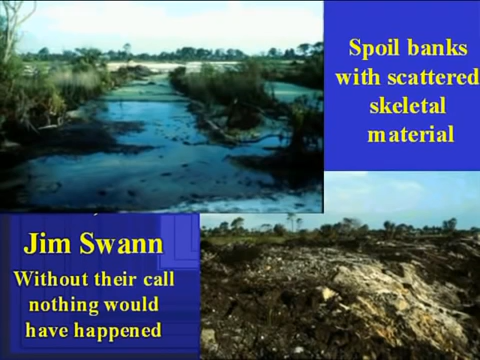 Spoil banks
with scattered
skeletal
material
Jim Swann
Without their call
nothing would
have happened